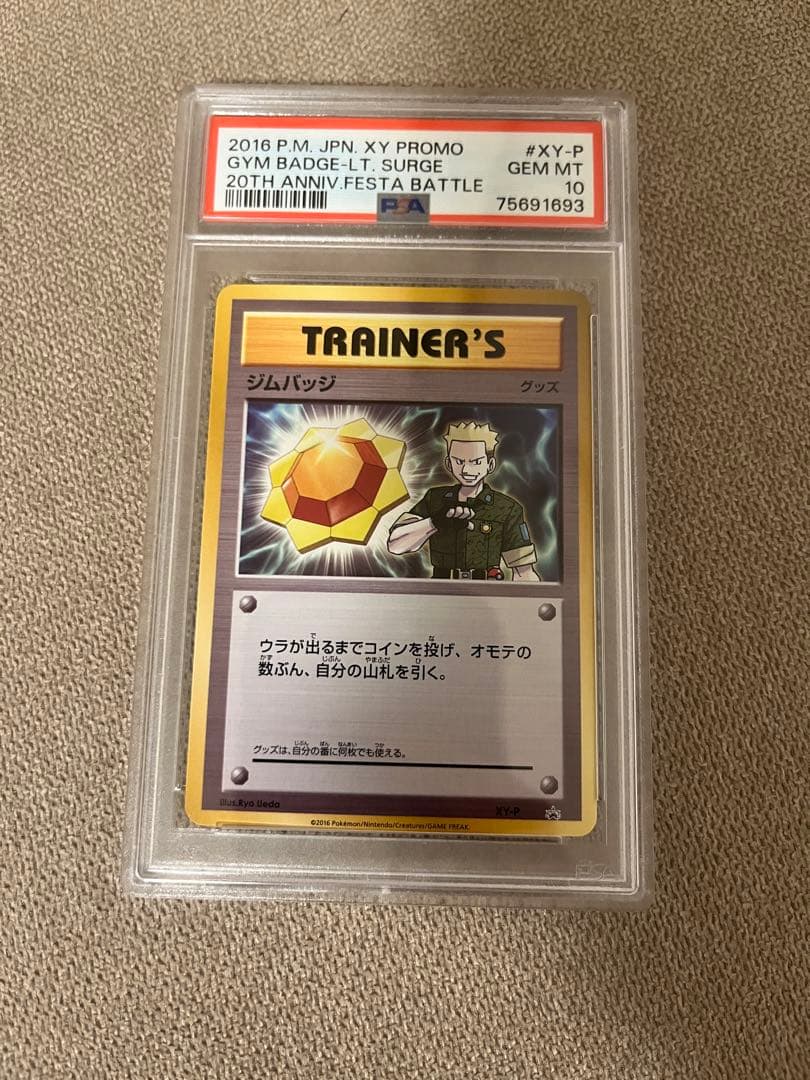 2016 P.M. JPN. XY PROMO #XY-P
GYM BADGE-LT. SURGE GEM MT
20TH ANNIV.FESTA BATTLE 10
PSA 75691693
TRAINER'S
ジムバッジ グッズ
ウラが出るまでコインを投げ、オモテの
数ぶん、自分の山札を引く。
グッズは、自分の番に何枚でも使える。
Illus.Ryo Ueda XY-P
©2016 Pokémon/Nintendo/Creatures/GAME FREAK.
PSA